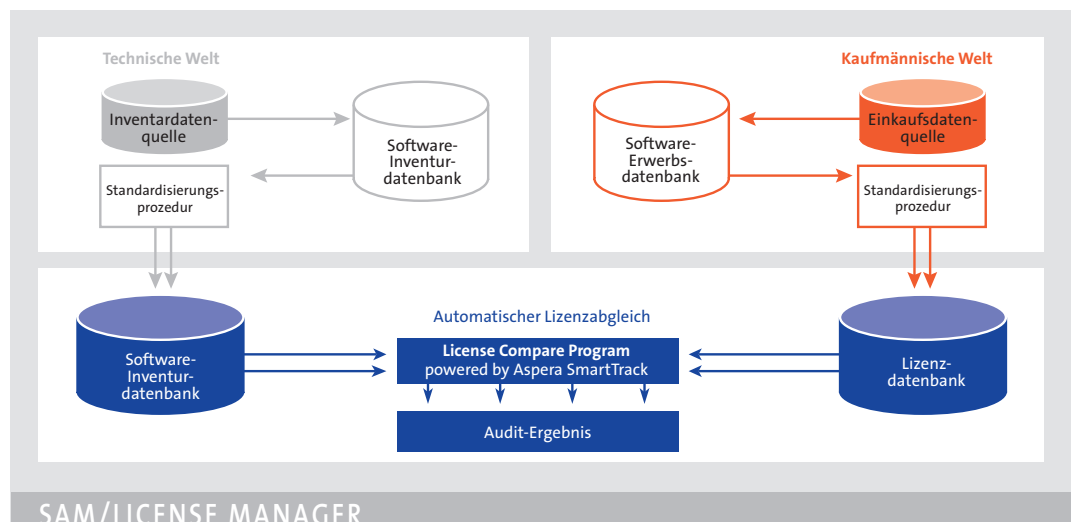 Technische Welt
Inventardaten-
quelle
Software-
Inventur-
datenbank
Standardisierungs-
prozedur
Kaufmännische Welt
Software-
Erwerbs-
datenbank
Einkaufsdaten-
quelle
Standardisierungs-
prozedur
Software-
Inventur-
datenbank
Automatischer Lizenzabgleich
License Compare Program
powered by Aspera SmartTrack
Audit-Ergebnis
Lizenz-
datenbank
SAM/LICENSE MANAGER